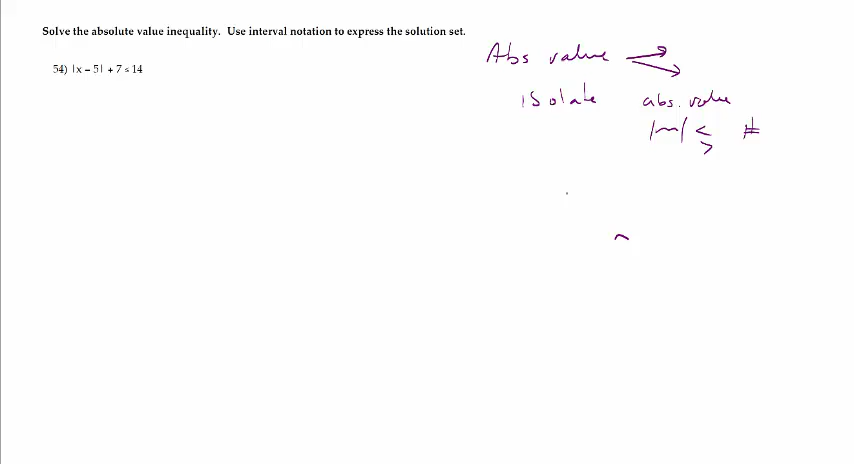 Solve the absolute value inequality. Use interval notation to express the solution set.
54) |x - 5| + 7 ≤ 14
Abs value
isolate abs. value
|~| < #
>